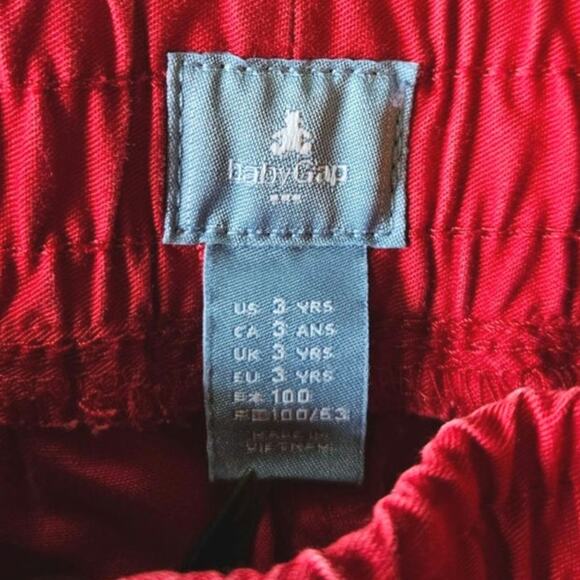 babyGap
US 3 YRS
CA 3 ANS
UK 3 YRS
EU 3 YRS
100
100/53
MADE IN
VIETNAM